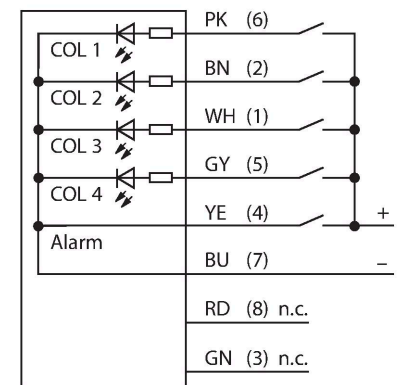 PK (6)
COL 1
BN (2)
COL 2
WH (1)
COL 3
GY (5)
COL 4
YE (4)
+
Alarm
BU (7)
–
RD (8) n.c.
GN (3) n.c.